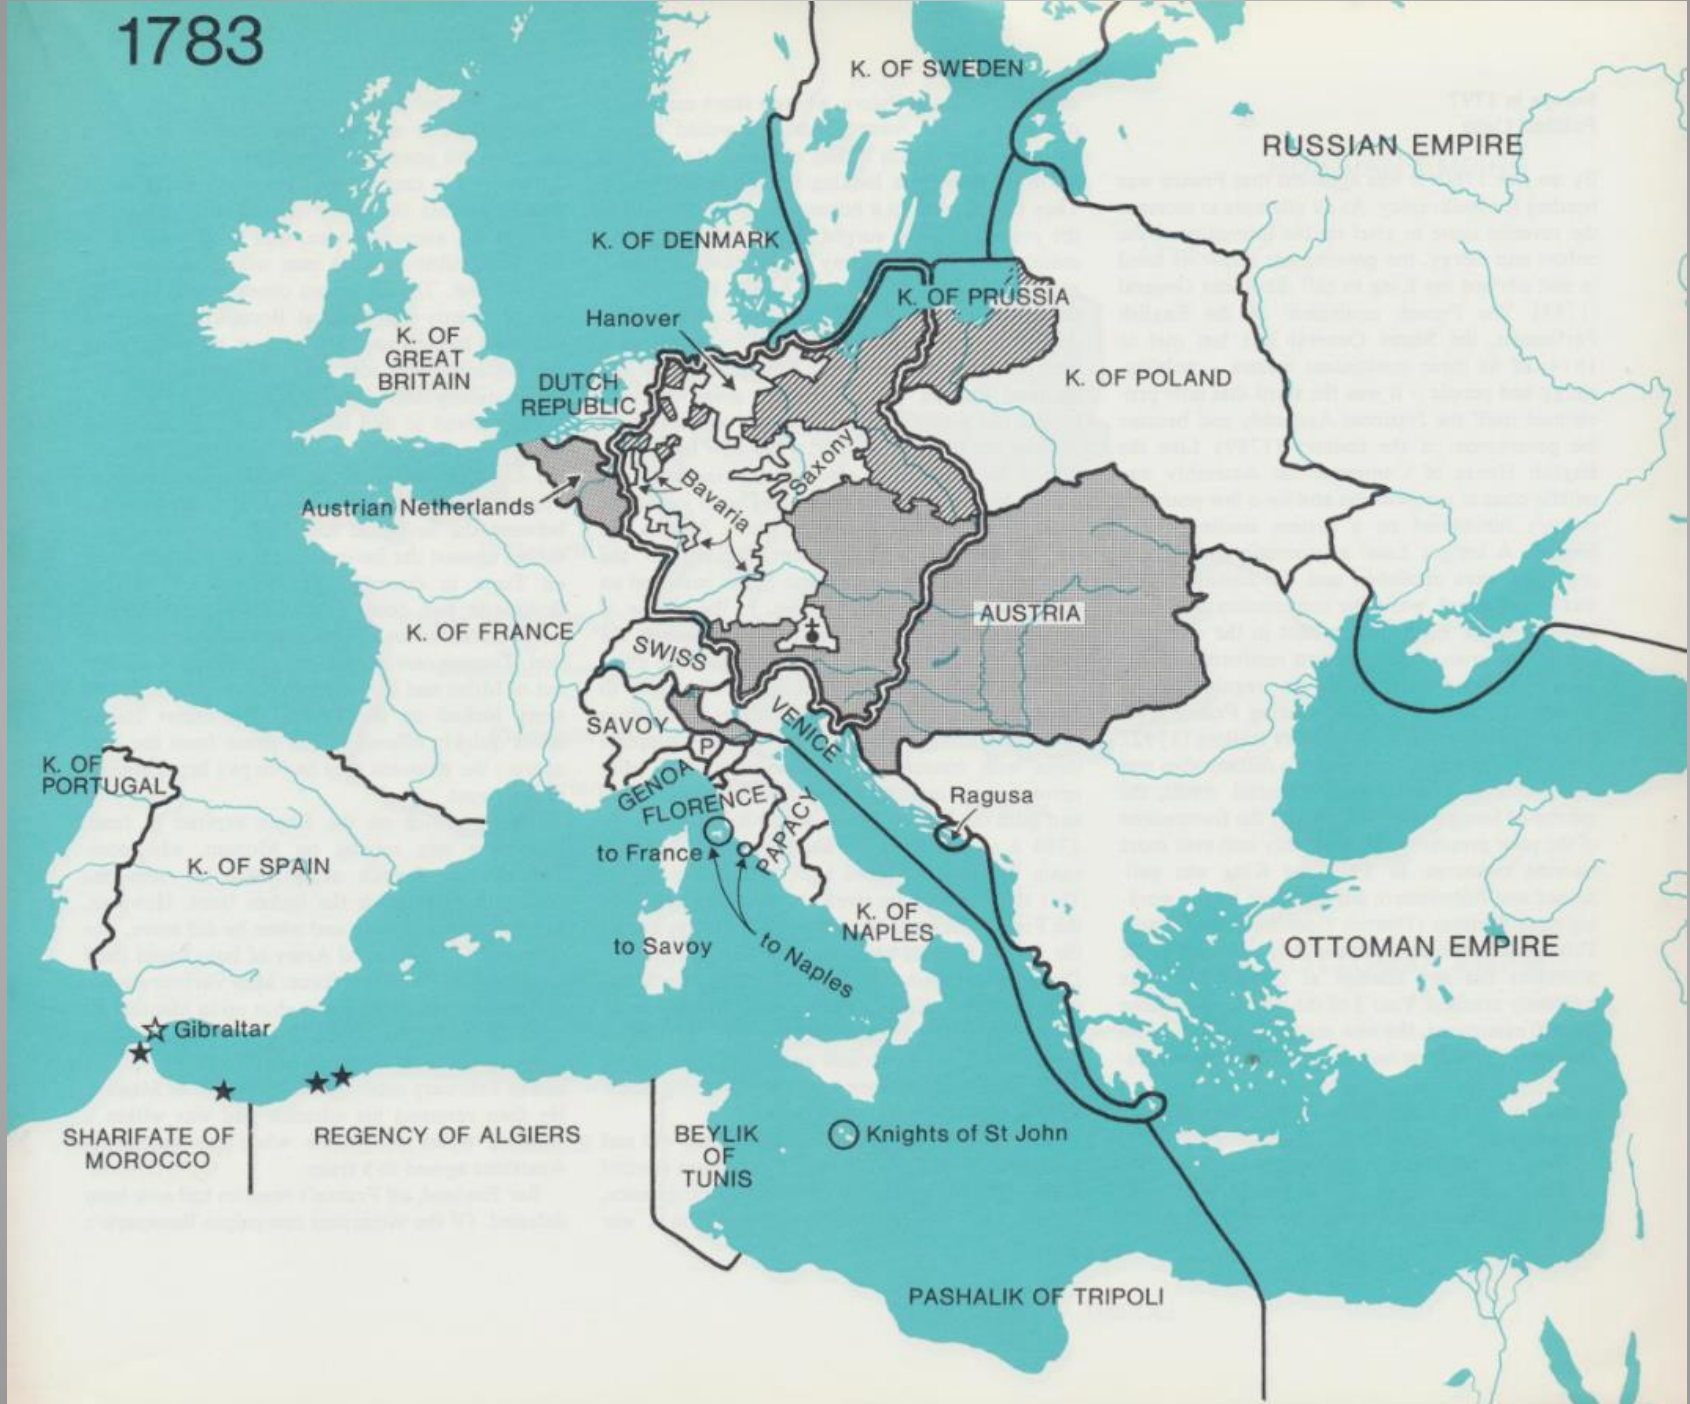 1783
K. OF SWEDEN
RUSSIAN EMPIRE
K. OF DENMARK
K. OF PRUSSIA
Hanover
K. OF
GREAT
BRITAIN
DUTCH
REPUBLIC
K. OF POLAND
Saxony
Bavaria
Austrian Netherlands
AUSTRIA
K. OF FRANCE
SWISS
SAVOY
VENICE
P
GENOA
FLORENCE
PAPACY
K. OF
PORTUGAL
Ragusa
to France
K. OF SPAIN
K. OF
NAPLES
to Savoy
to Naples
OTTOMAN EMPIRE
Gibraltar
SHARIFATE OF
MOROCCO
REGENCY OF ALGIERS
BEYLIK
OF
TUNIS
Knights of St John
PASHALIK OF TRIPOLI